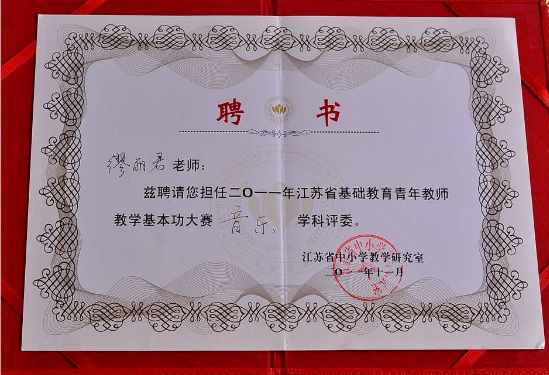 聘 书
缪丽君 老师：
兹聘请您担任二〇一一年江苏省基础教育青年教师
教学基本功大赛 音乐 学科评委。
江苏省中小学教学研究室
二〇一一年十一月